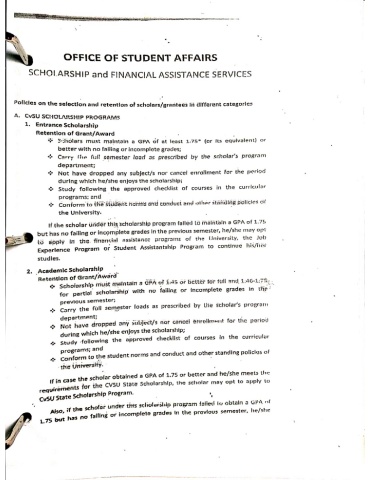 OFFICE OF STUDENT AFFAIRS
SCHOLARSHIP and FINANCIAL ASSISTANCE SERVICES
Policies on the selection and retention of scholars/grantees in different categories
A. CvSU SCHOLARSHIP PROGRAMS
1. Entrance Scholarship
Retention of Grant/Award
❖ Scholars must maintain a GPA of at least 1.75* (or its equivalent) or
better with no failing or incomplete grades;
❖ Carry the full semester load as prescribed by the scholar's program
department;
❖ Not have dropped any subject/s nor cancel enrollment for the period
during which he/she enjoys the scholarship;
❖ Study following the approved checklist of courses in the curricular
programs; and
❖ Conform to the student norms and conduct and other standing policies of
the University.
If the scholar under this scholarship program failed to maintain a GPA of 1.75
but has no failing or incomplete grades in the previous semester, he/she may opt
to apply in the financial assistance programs of the University, the Job
Experience Program or Student Assistantship Program to continue his/her
studies.
2. Academic Scholarship
Retention of Grant/Award
❖ Scholarship must maintain a GPA of 1.45 or better for full and 1.46-1.75
for partial scholarship with no failing or incomplete grades in the
previous semester;
❖ Carry the full semester loads as prescribed by the scholar's program
department;
❖ Not have dropped any subject/s nor cancel enrollment for the period
during which he/she enjoys the scholarship;
❖ Study following the approved checklist of courses in the curricular
programs; and
❖ Conform to the student norms and conduct and other standing policies of
the University.
If in case the scholar obtained a GPA of 1.75 or better and he/she meets the
requirements for the CVSU State Scholarship, the scholar may opt to apply to
CvSU State Scholarship Program.
Also, if the scholar under this scholarship program failed to obtain a GPA of
1.75 but has no failing or incomplete grades in the previous semester, he/she